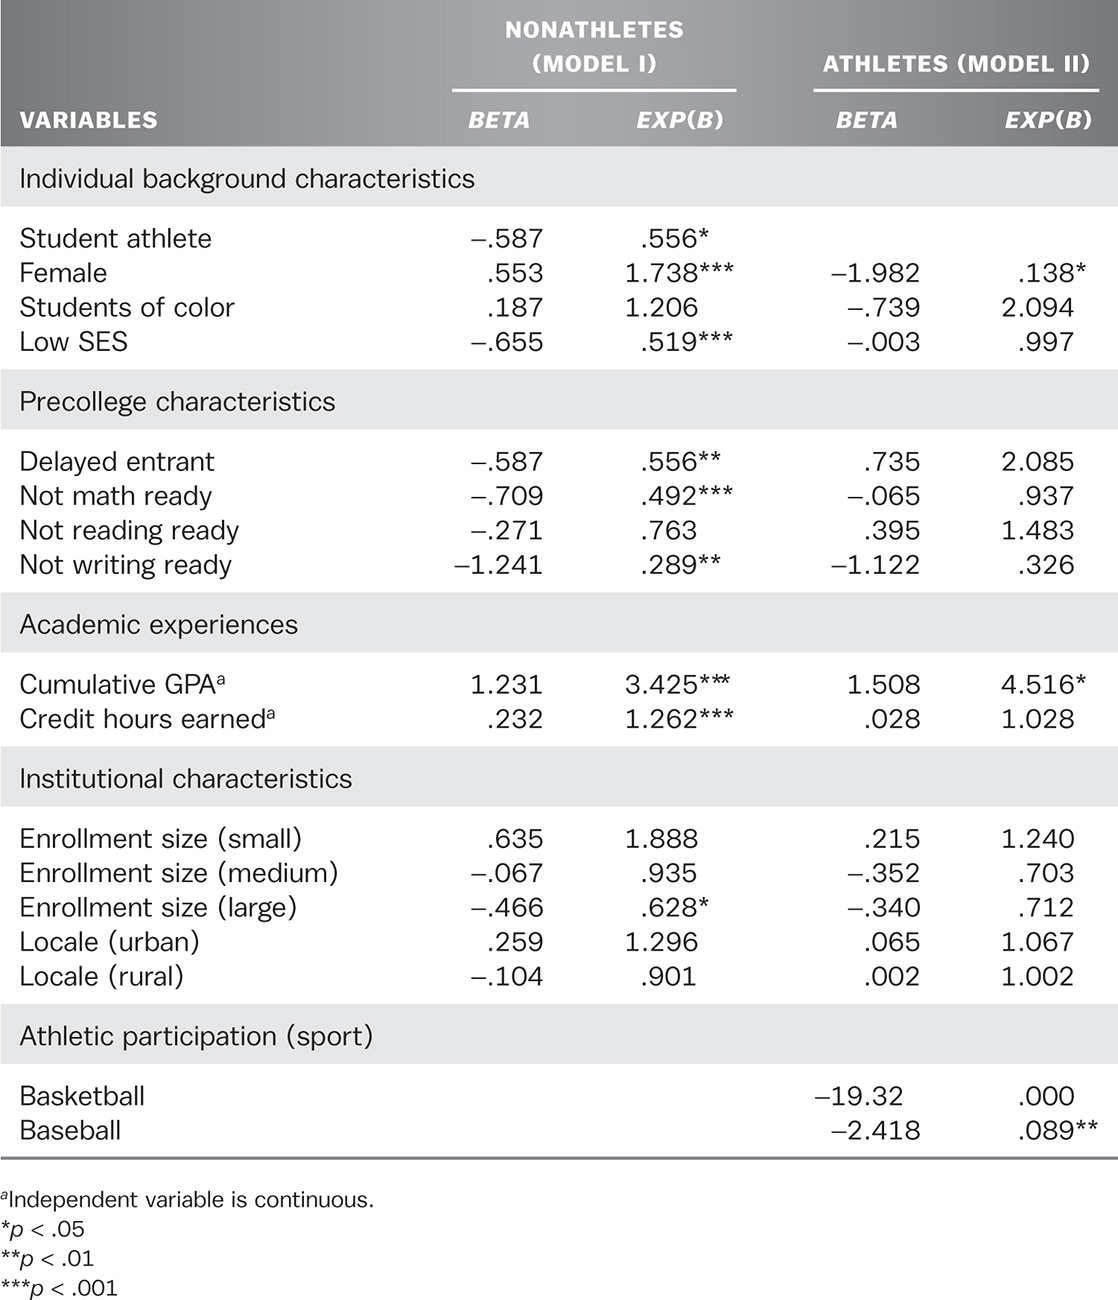 NONATHLETES
(MODEL I) ATHLETES (MODEL II)
VARIABLES BETA EXP(B) BETA EXP(B)
Individual background characteristics
Student athlete –.587 .556*
Female .553 1.738*** –1.982 .138*
Students of color .187 1.206 –.739 2.094
Low SES –.655 .519*** –.003 .997
Precollege characteristics
Delayed entrant –.587 .556** .735 2.085
Not math ready –.709 .492*** –.065 .937
Not reading ready –.271 .763 .395 1.483
Not writing ready –1.241 .289** –1.122 .326
Academic experiences
Cumulative GPAa 1.231 3.425*** 1.508 4.516*
Credit hours earneda .232 1.262*** .028 1.028
Institutional characteristics
Enrollment size (small) .635 1.888 .215 1.240
Enrollment size (medium) –.067 .935 –.352 .703
Enrollment size (large) –.466 .628* –.340 .712
Locale (urban) .259 1.296 .065 1.067
Locale (rural) –.104 .901 .002 1.002
Athletic participation (sport)
Basketball –19.32 .000
Baseball –2.418 .089**
aIndependent variable is continuous.
*p < .05
**p < .01
***p < .001